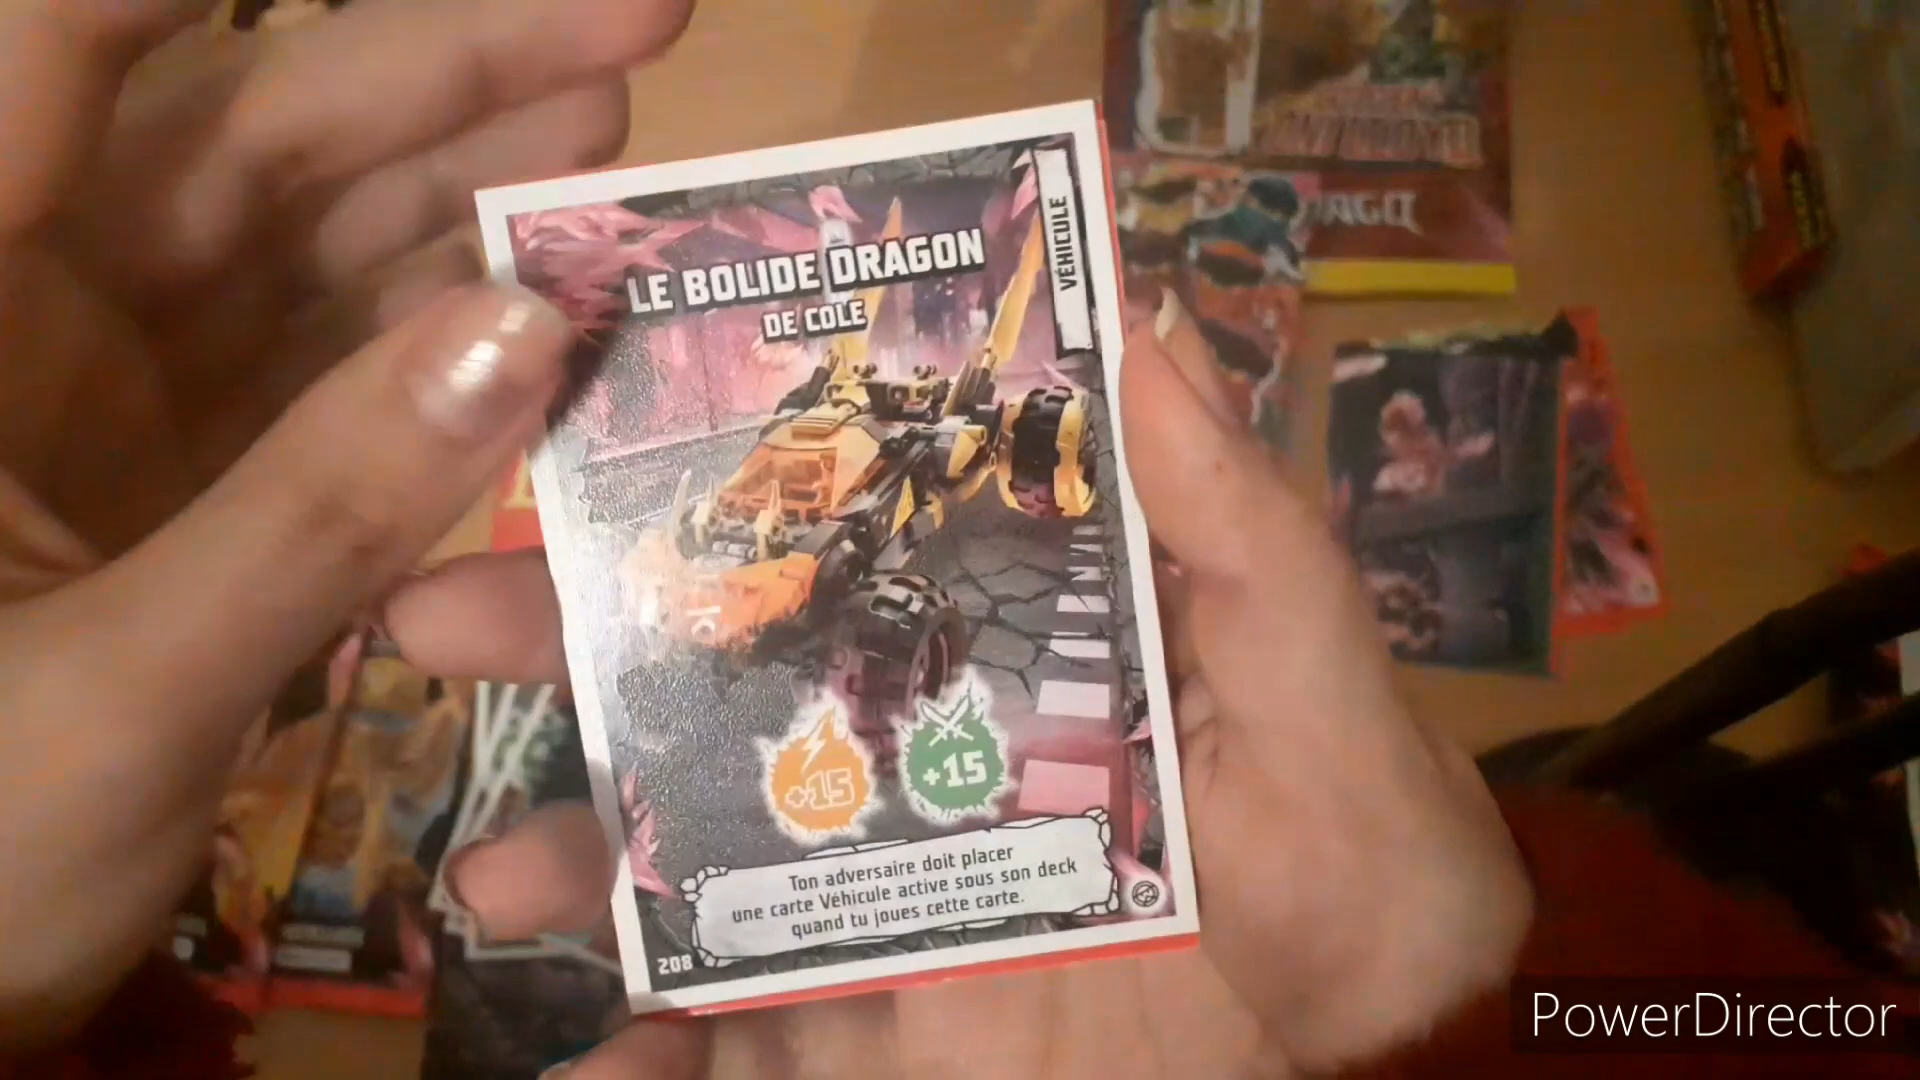 LE BOLIDE DRAGON
DE COLE
VÉHICULE
+15
+15
Ton adversaire doit placer
une carte Véhicule active sous son deck
quand tu joues cette carte.
208
PowerDirector